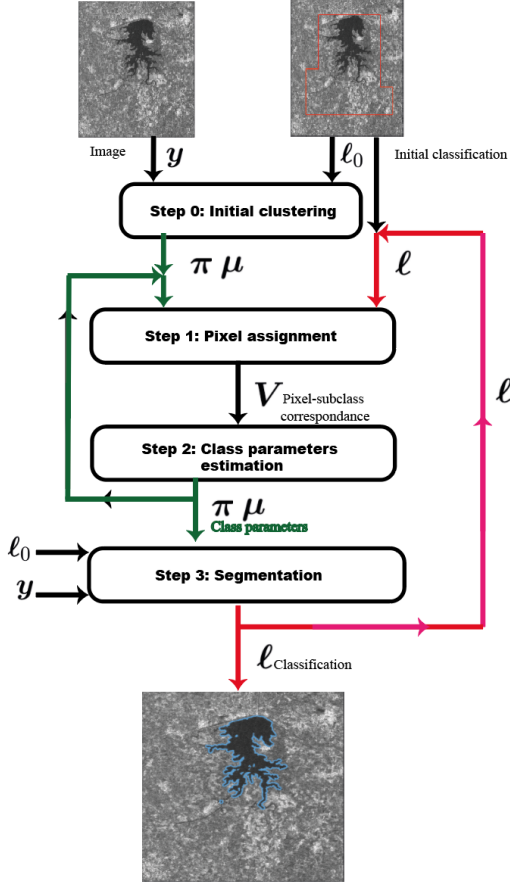 Image
y
ℓ0
Initial classification
Step 0: Initial clustering
π μ
ℓ
Step 1: Pixel assignment
ℓ
V Pixel-subclass
correspondance
Step 2: Class parameters
estimation
π μ
Class parameters
ℓ0
y
Step 3: Segmentation
ℓ Classification